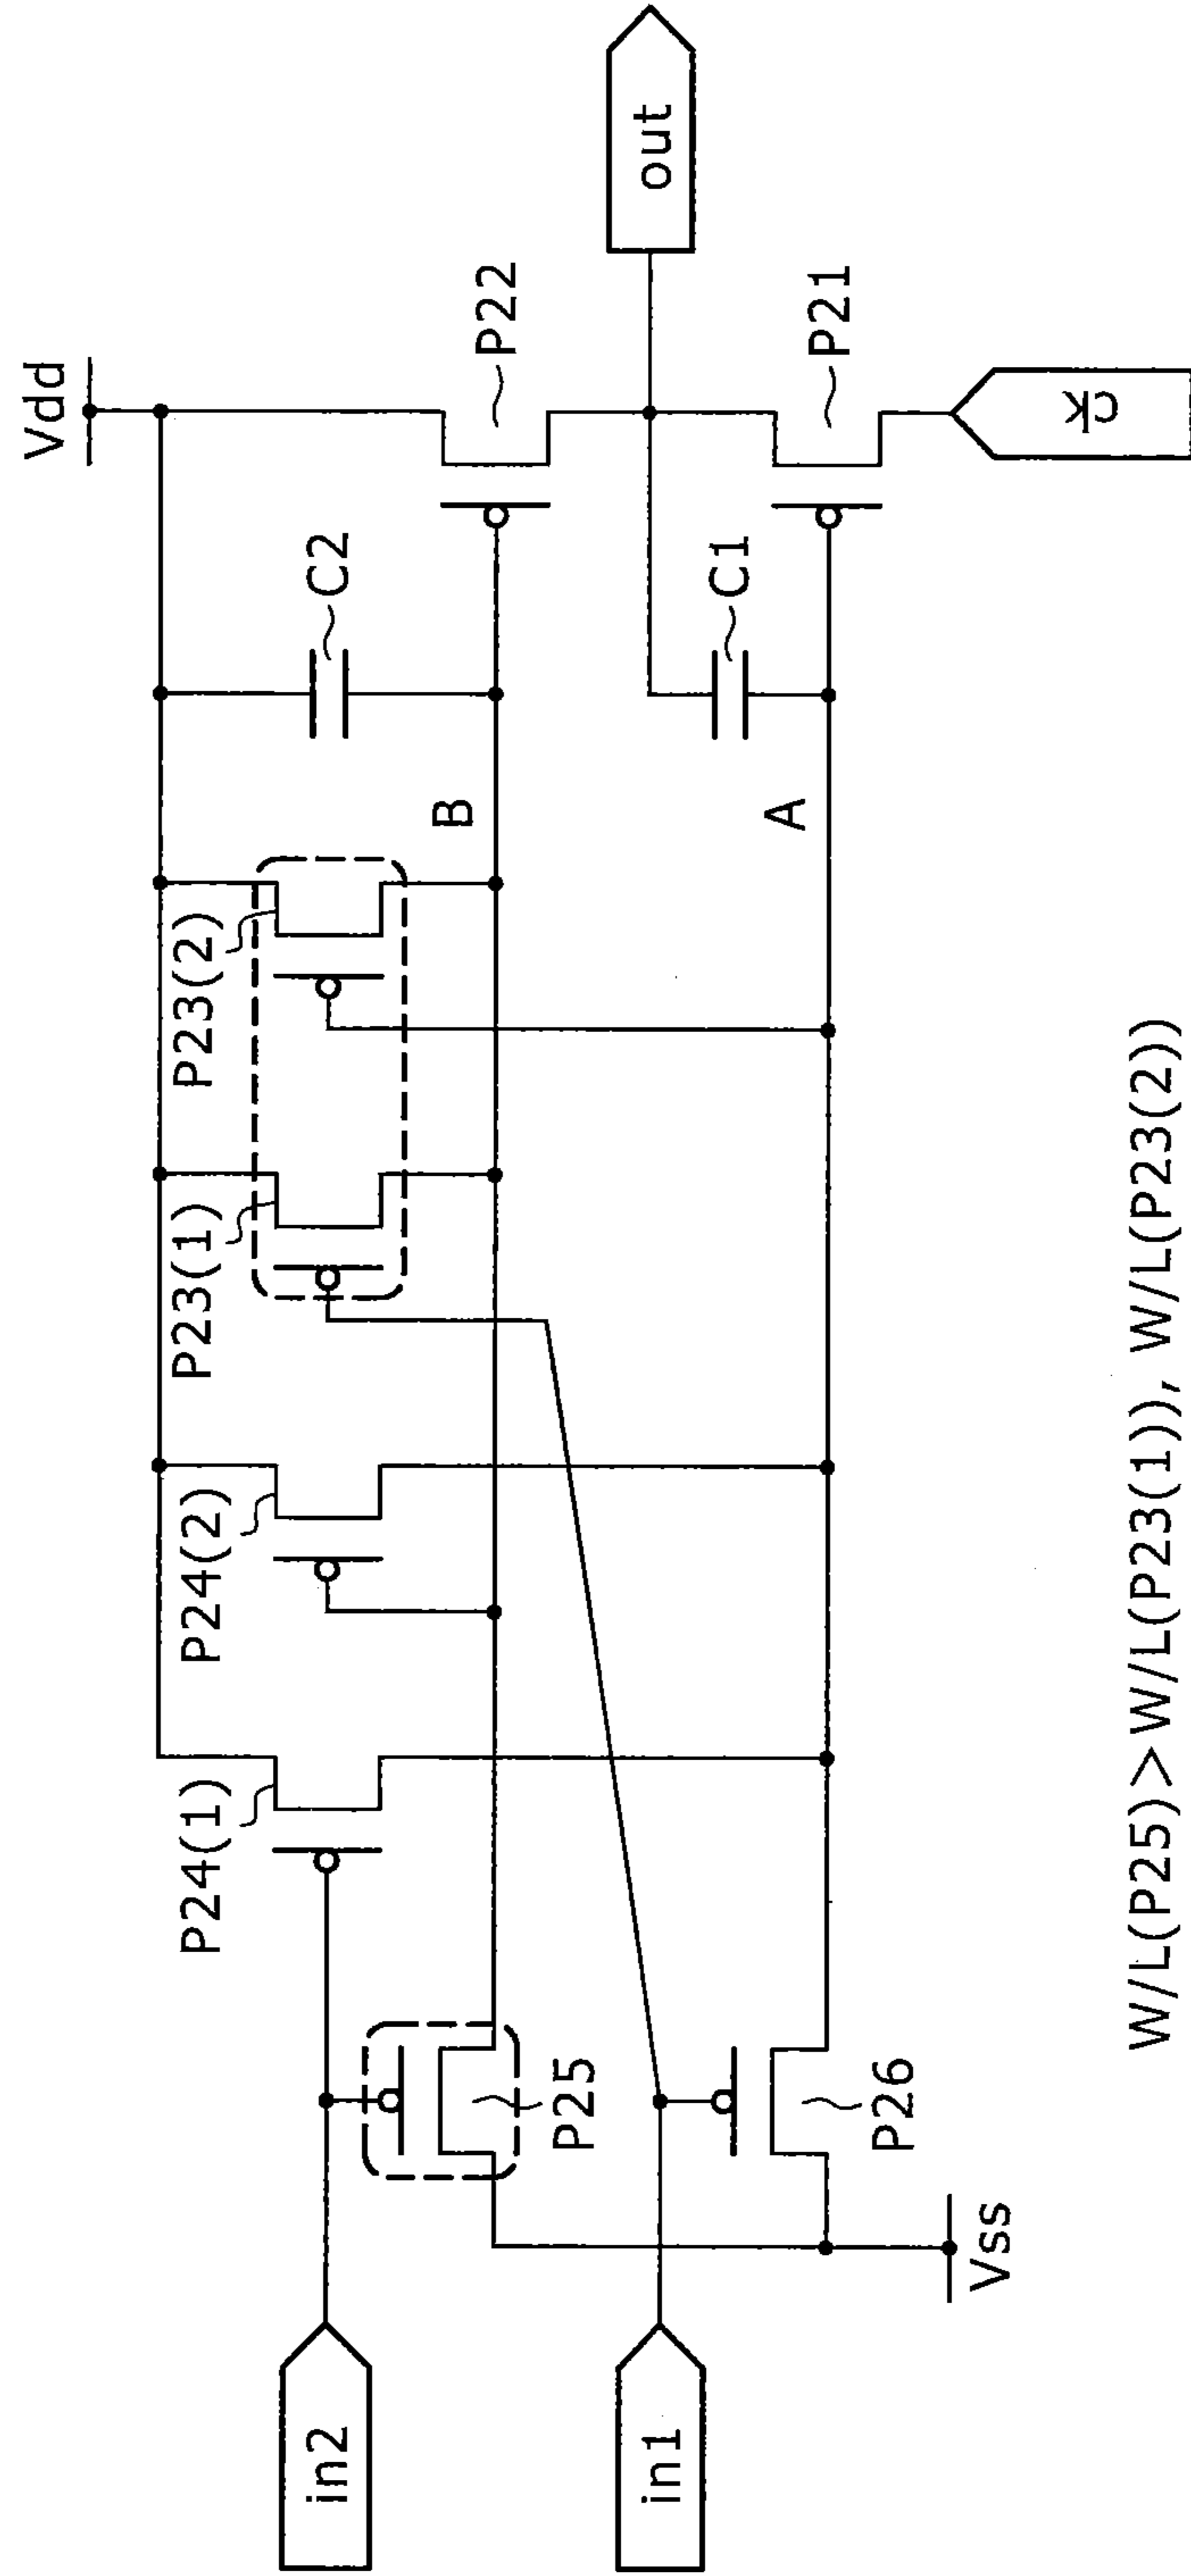 Vdd
P22
out
P21
ck
C2
C1
B
A
P23(2)
P23(1)
P24(2)
P24(1)
P25
P26
Vss
in2
in1
W/L(P25)>W/L(P23(1)), W/L(P23(2))